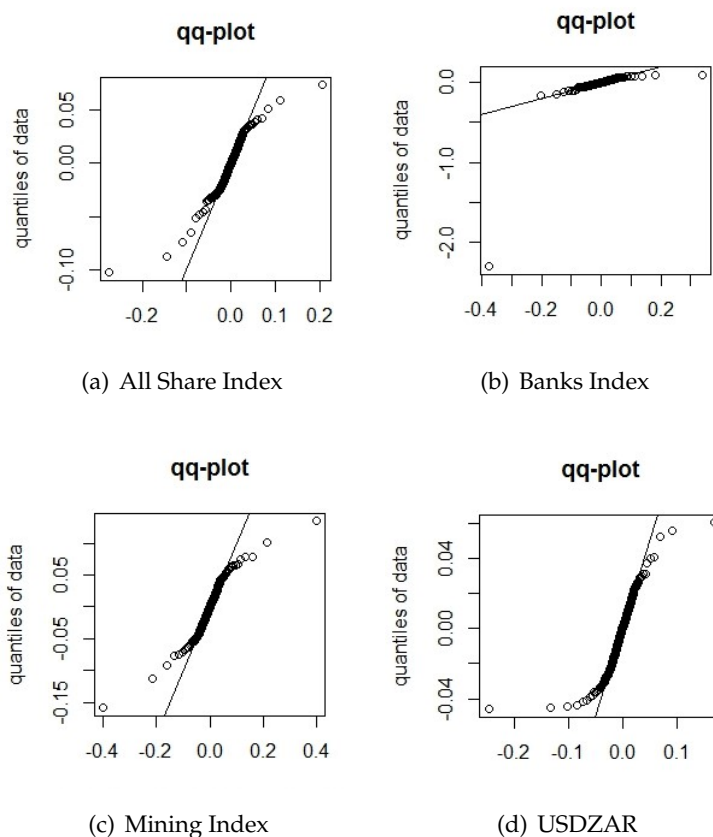 qq-plot
quantiles of data
0.05
0.00
-0.10
-0.2
0.0
0.1
0.2
(a) All Share Index
qq-plot
quantiles of data
0.0
-1.0
-2.0
-0.4
-0.2
0.0
0.2
(b) Banks Index
qq-plot
quantiles of data
0.05
-0.05
-0.15
-0.4
-0.2
0.0
0.2
0.4
(c) Mining Index
qq-plot
quantiles of data
0.04
0.00
-0.04
-0.2
-0.1
0.0
0.1
(d) USDZAR